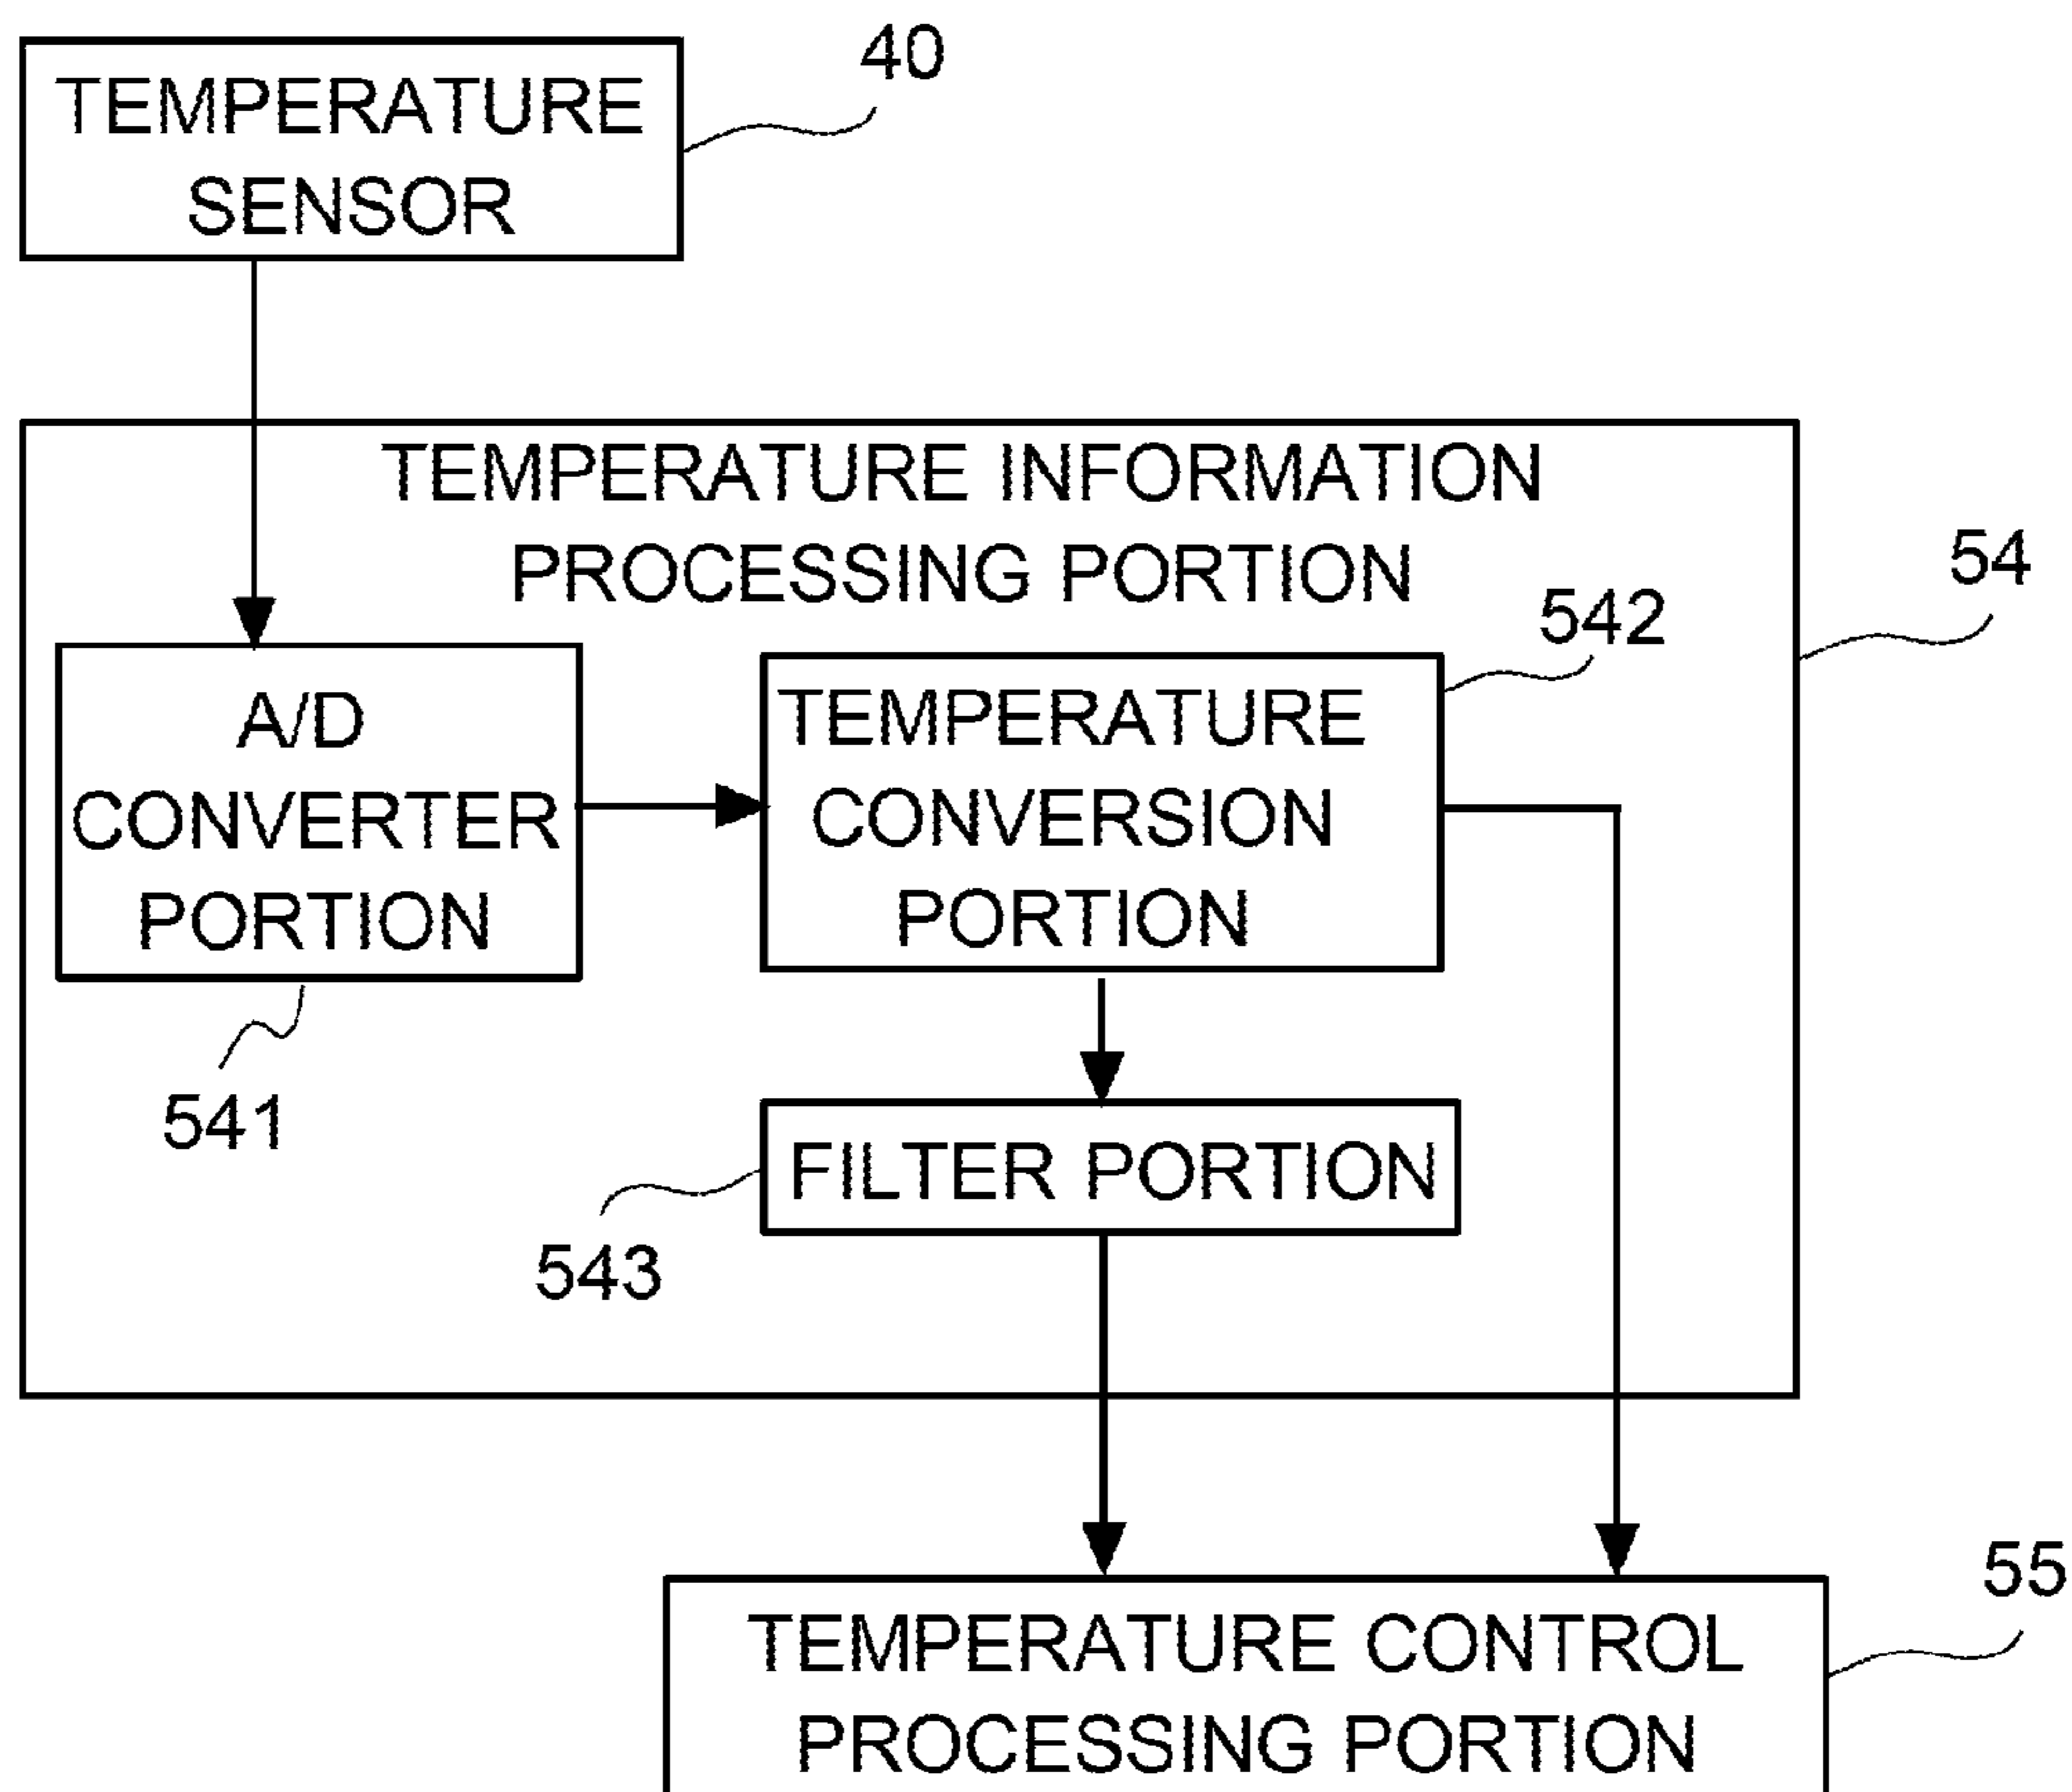 40
TEMPERATURE
SENSOR
TEMPERATURE INFORMATION
PROCESSING PORTION
54
542
A/D
CONVERTER
PORTION
TEMPERATURE
CONVERSION
PORTION
541
FILTER PORTION
543
55
TEMPERATURE CONTROL
PROCESSING PORTION